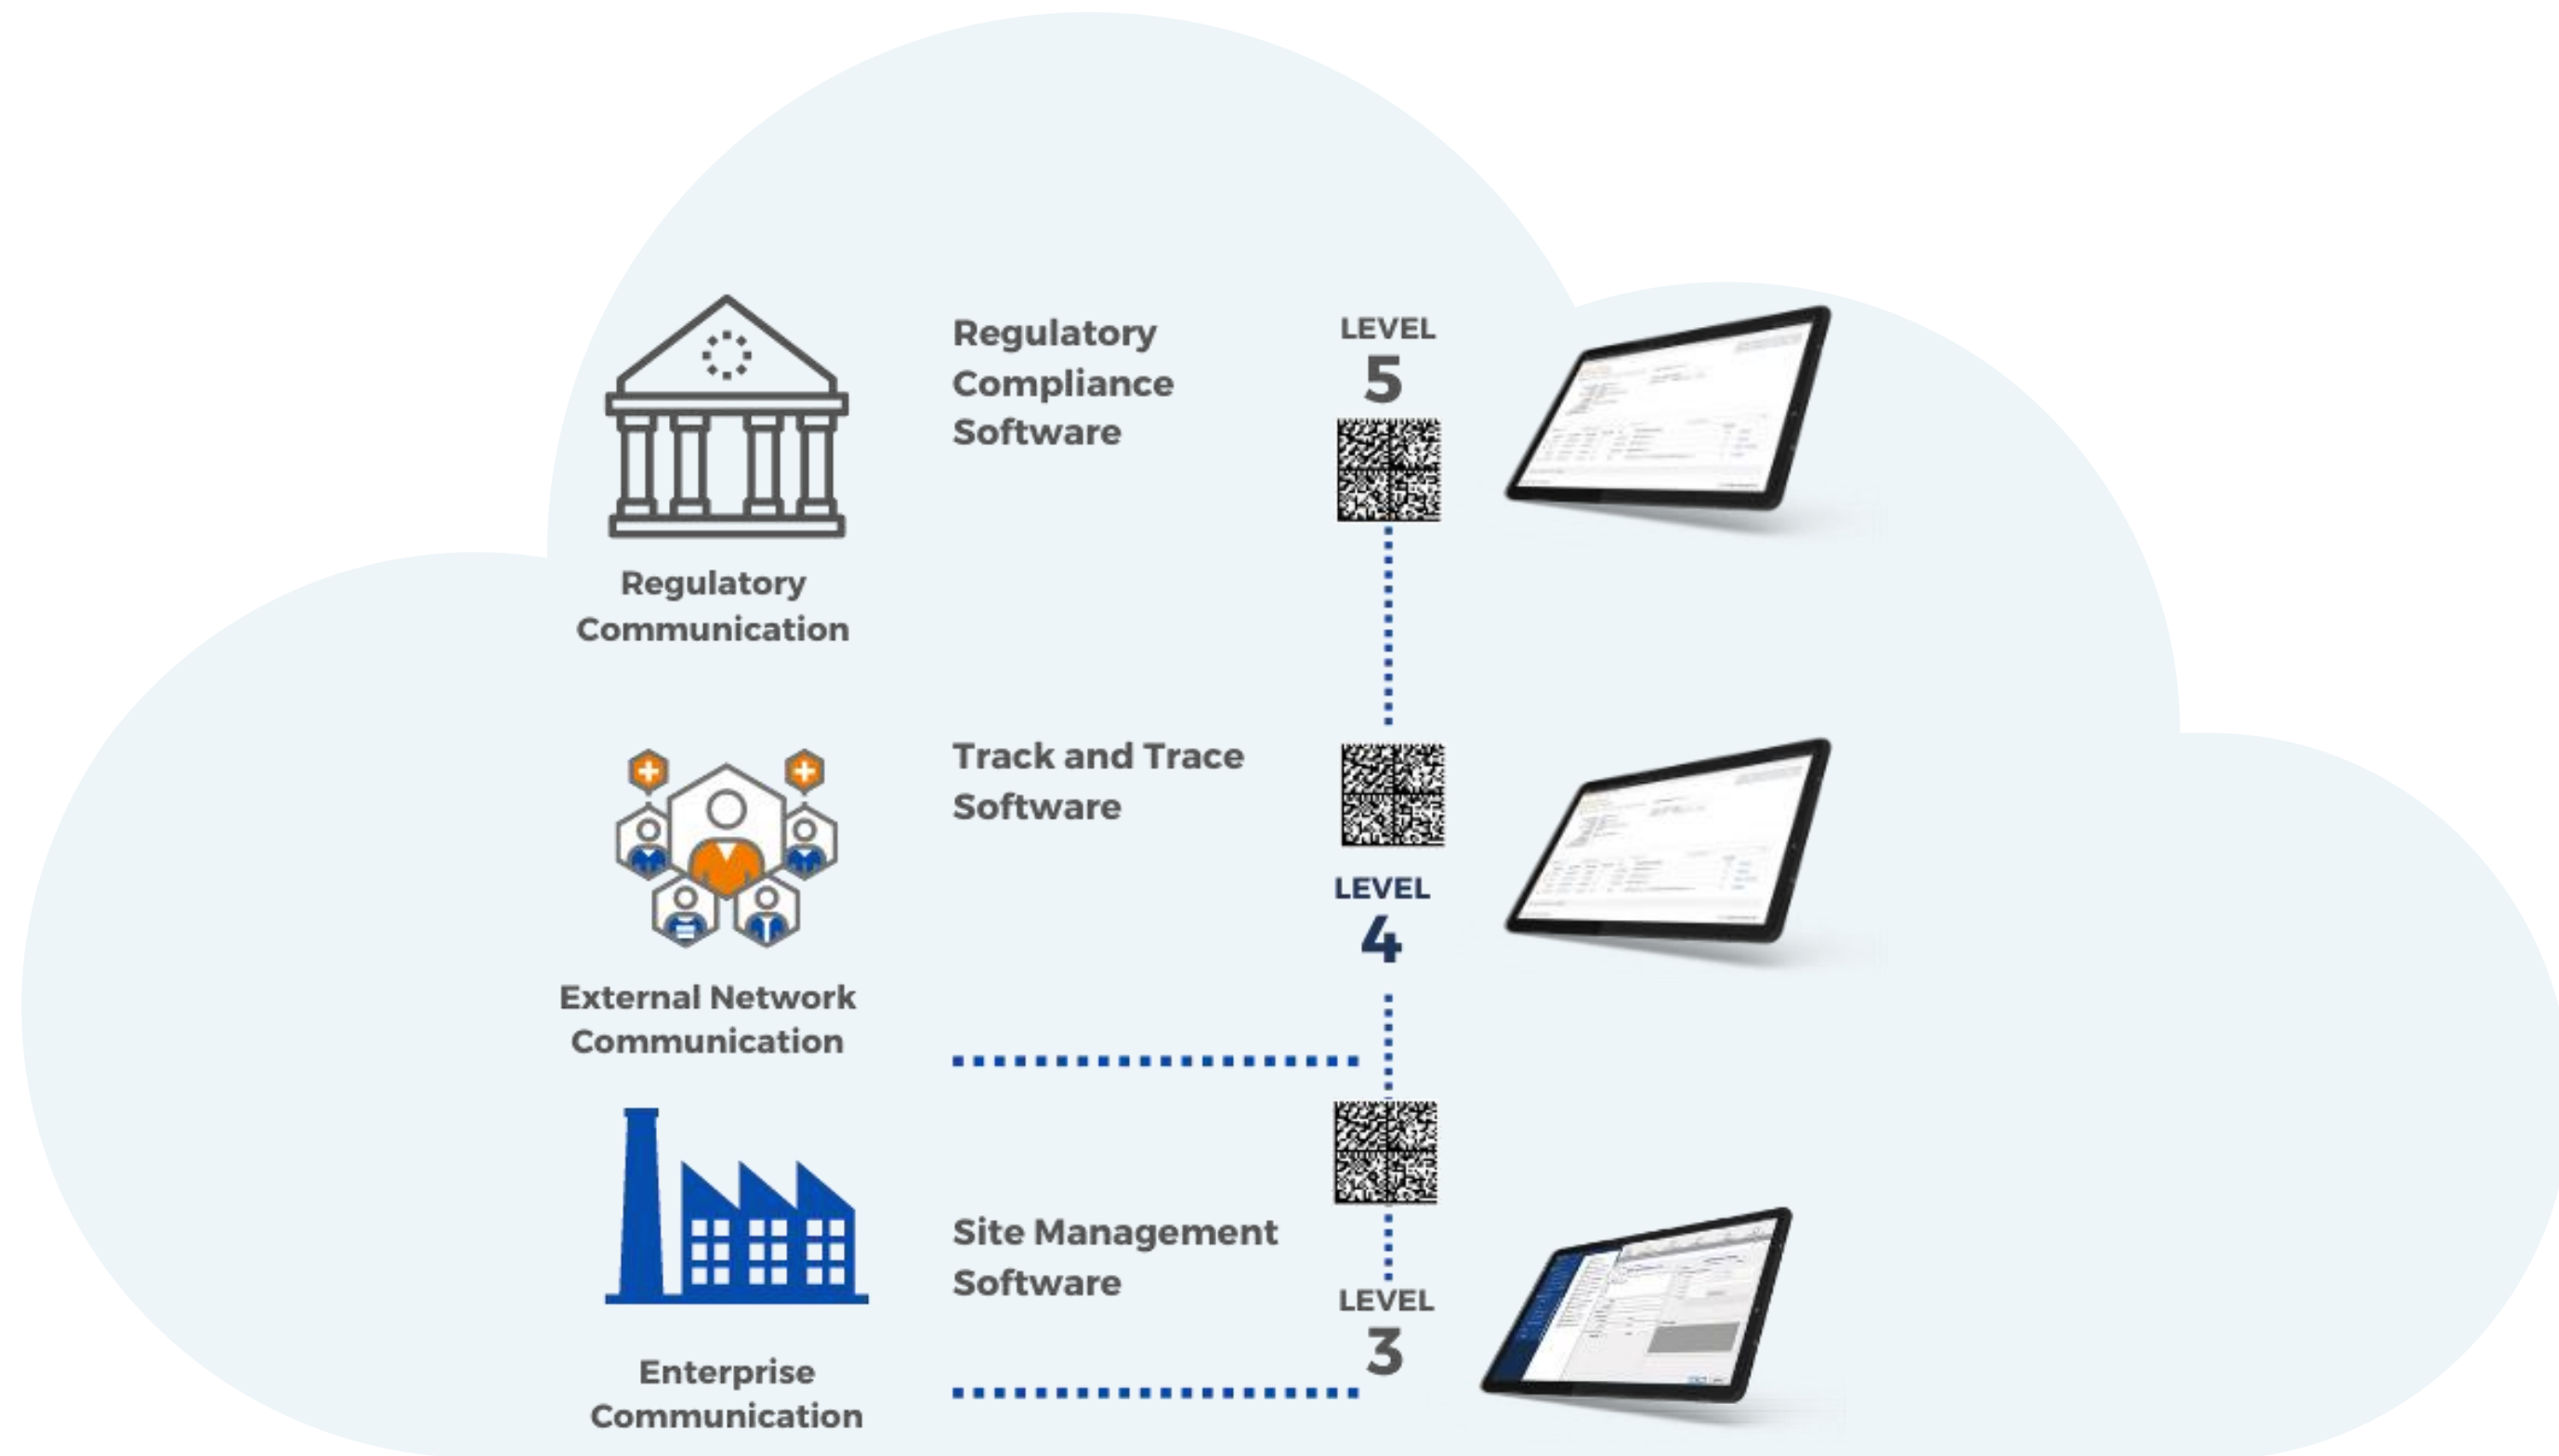 Regulatory
Compliance
Software
LEVEL
5
Regulatory
Communication
Track and Trace
Software
LEVEL
4
External Network
Communication
Site Management
Software
LEVEL
3
Enterprise
Communication